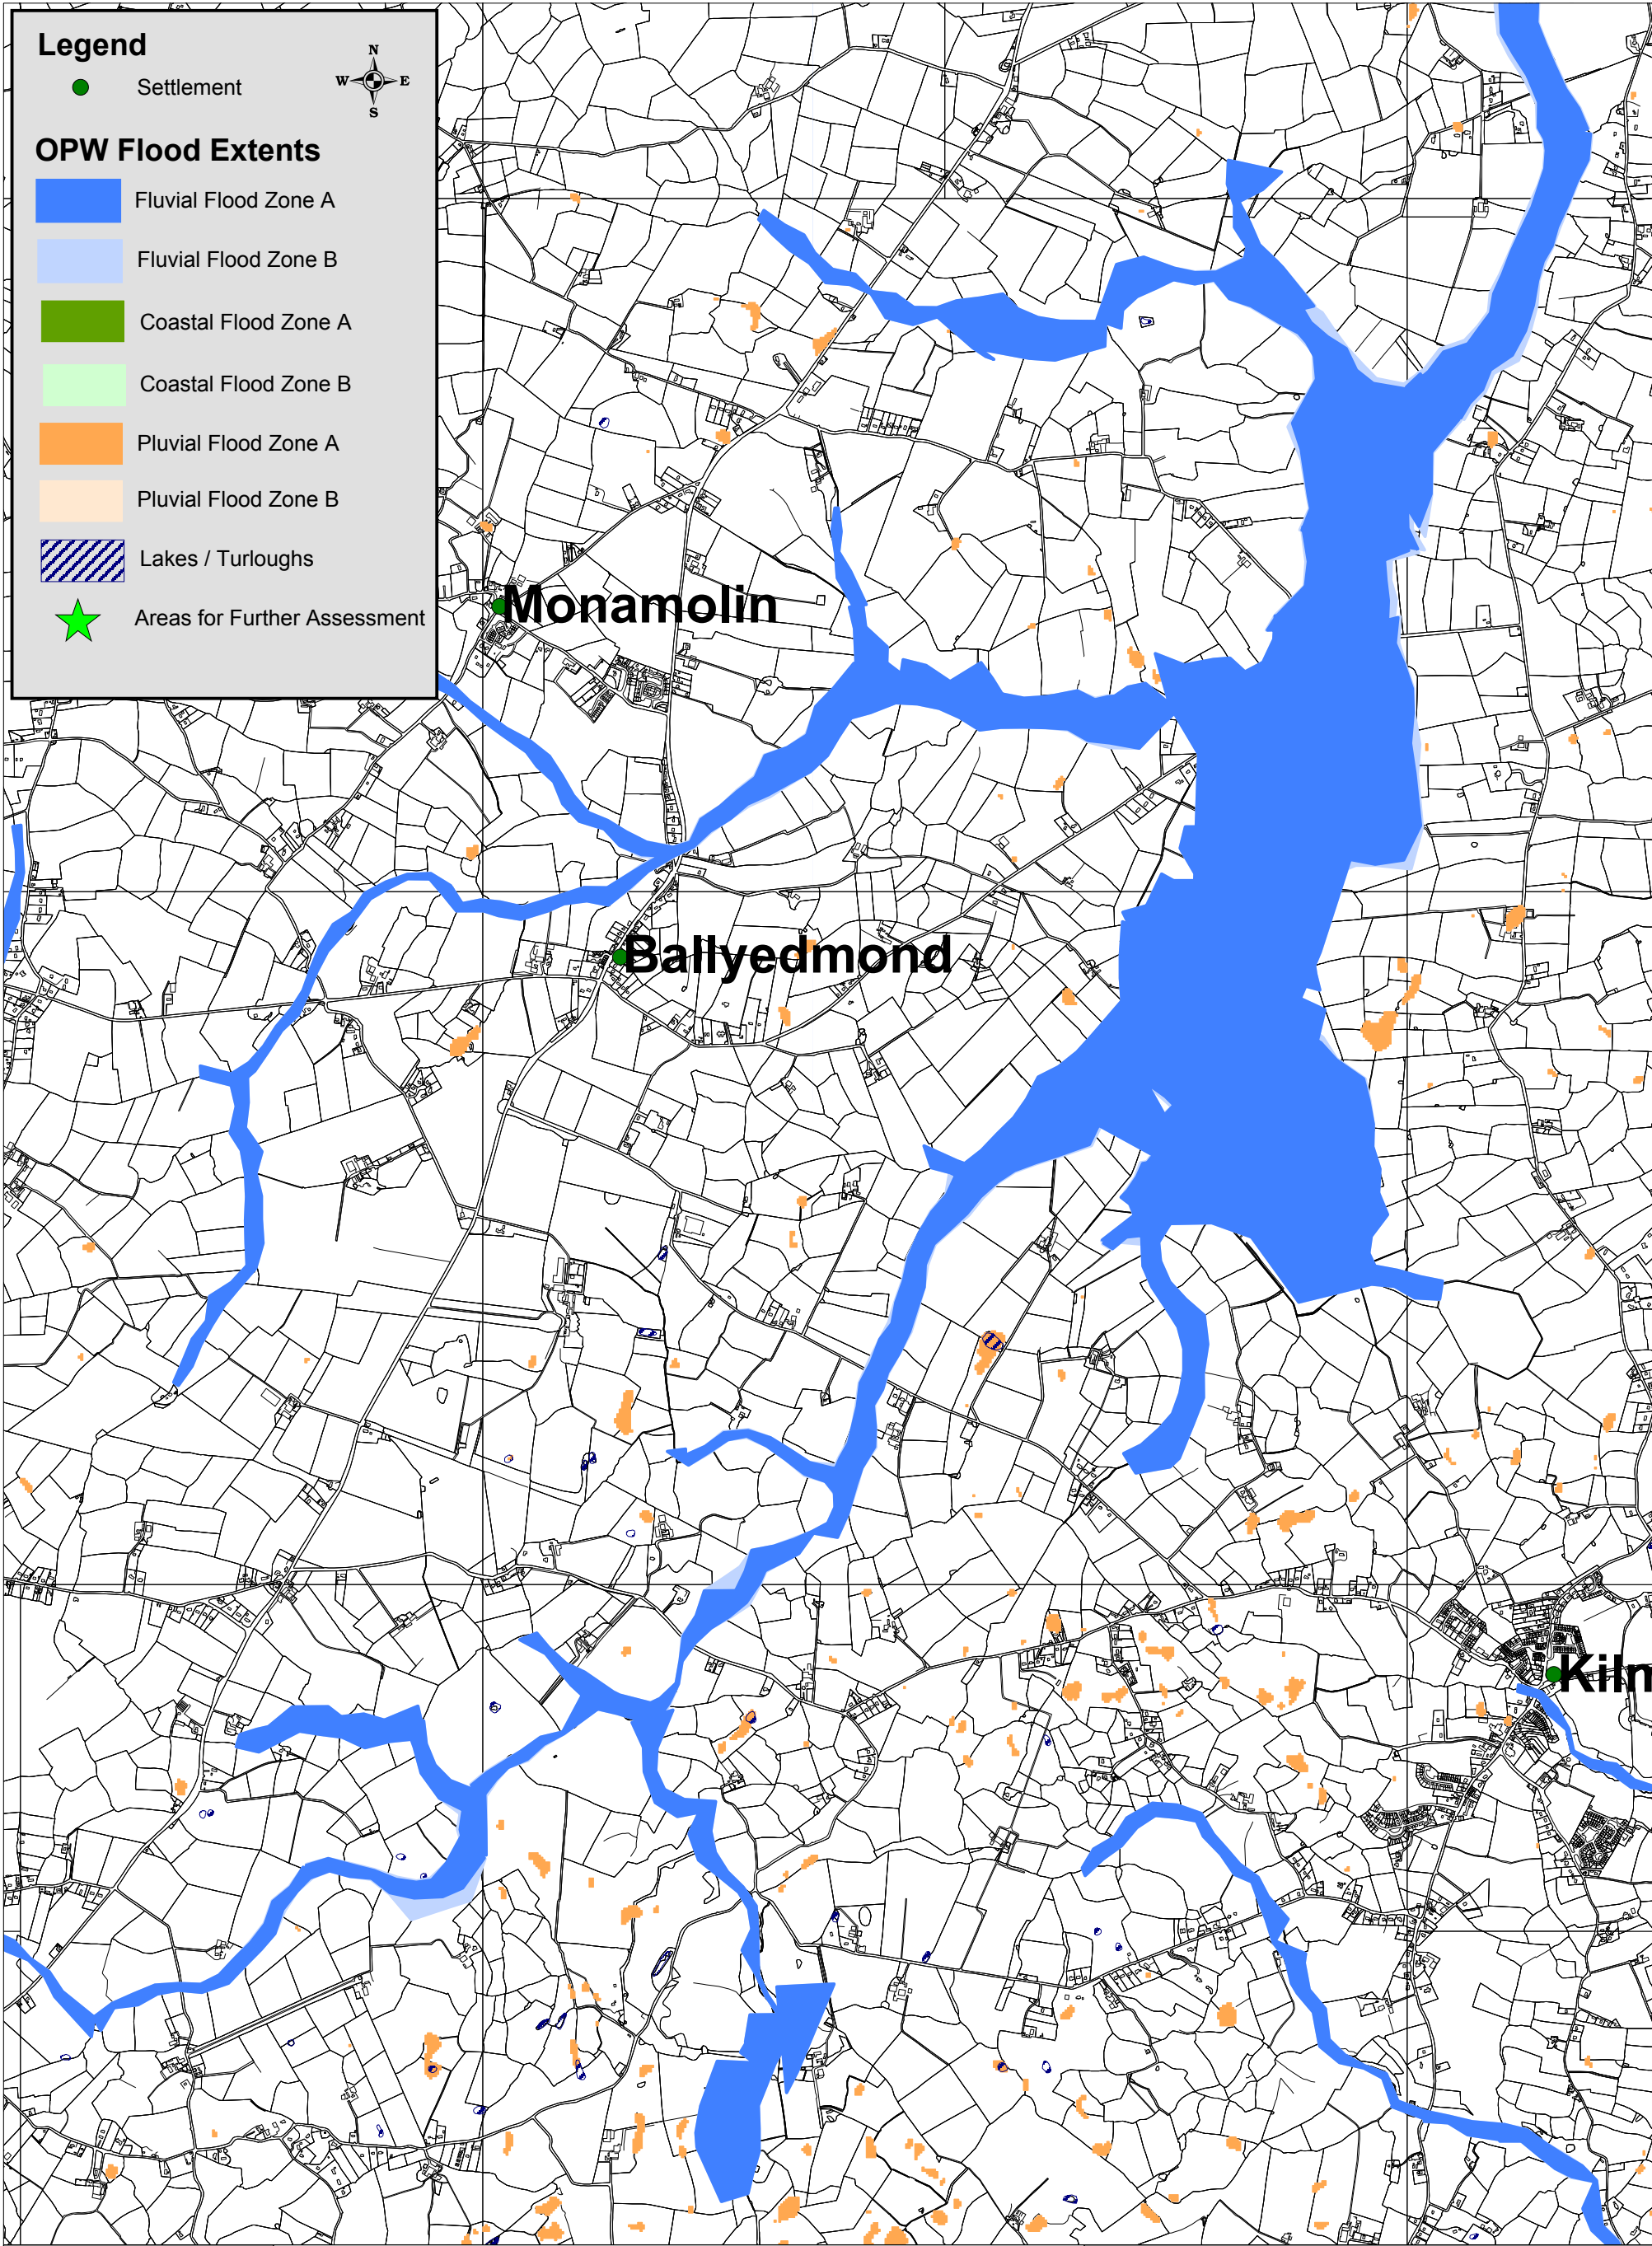 Legend
N
W E
S
Settlement
OPW Flood Extents
Fluvial Flood Zone A
Fluvial Flood Zone B
Coastal Flood Zone A
Coastal Flood Zone B
Pluvial Flood Zone A
Pluvial Flood Zone B
Lakes / Turloughs
Areas for Further Assessment
Monamolin
Ballyedmond
Kiln